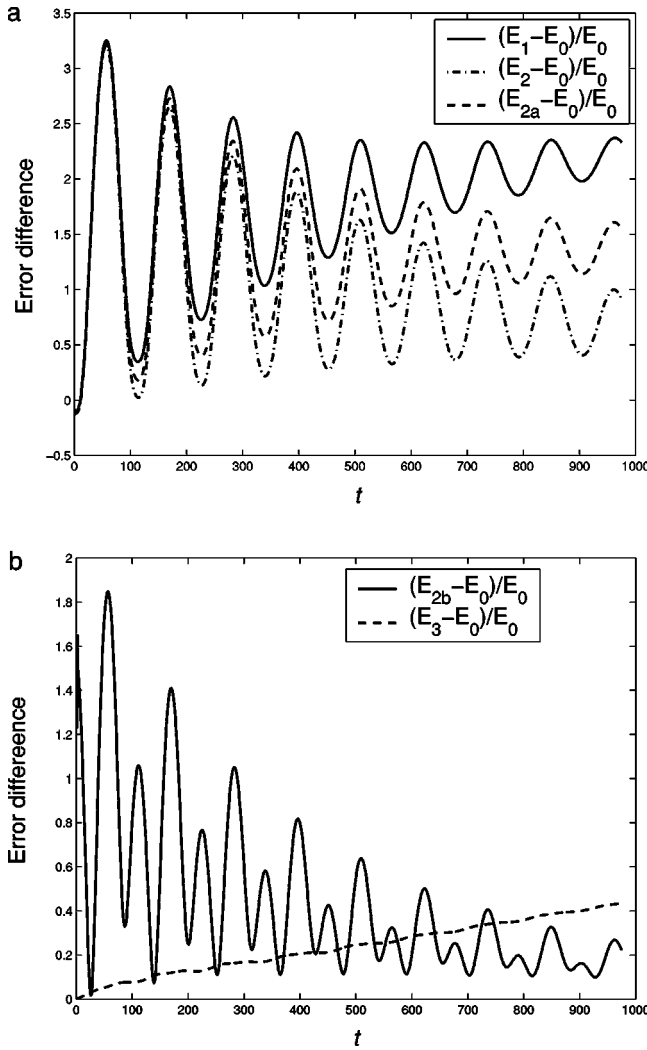 a
3.5
3
2.5
2
1.5
1
0.5
0
−0.5
Error difference
(E1−E0)/E0
(E2−E0)/E0
(E2a−E0)/E0
0 100 200 300 400 500 600 700 800 900 1000
t
b
2
1.8
1.6
1.4
1.2
1
0.8
0.6
0.4
0.2
0
Error differeence
(E2b−E0)/E0
(E3−E0)/E0
0 100 200 300 400 500 600 700 800 900 1000
t